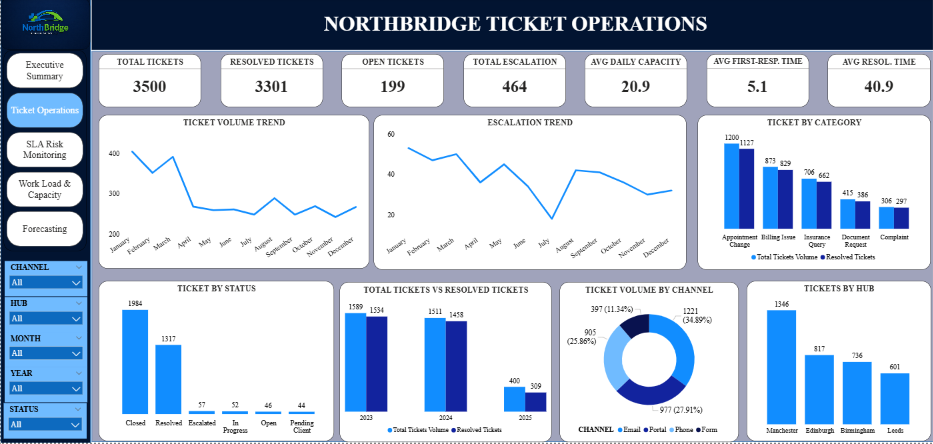 NorthBridge
NORTHBRIDGE TICKET OPERATIONS
Executive
Summary
Ticket Operations
SLA Risk
Monitoring
Work Load &
Capacity
Forecasting
CHANNEL
All
HUB
All
MONTH
All
YEAR
All
STATUS
All
TOTAL TICKETS
3500
RESOLVED TICKETS
3301
OPEN TICKETS
199
TOTAL ESCALATION
464
AVG DAILY CAPACITY
20.9
AVG FIRST-RESP. TIME
5.1
AVG RESOL. TIME
40.9
TICKET VOLUME TREND
400
300
200
January
February
March
April
May
June
July
August
September
October
November
December
ESCALATION TREND
60
40
20
January
February
March
April
May
June
July
August
September
October
November
December
TICKET BY CATEGORY
1200
1127
873
829
706
662
415
386
306
297
Appointment
Change
Billing Issue
Insurance
Query
Document
Request
Complaint
Total Tickets Volume
Resolved Tickets
TICKET BY STATUS
1984
1317
57
52
46
44
Closed
Resolved
Escalated
In
Progress
Open
Pending
Client
TOTAL TICKETS VS RESOLVED TICKETS
1589
1534
1511
1458
400
309
2023
2024
2025
Total Tickets Volume
Resolved Tickets
TICKET VOLUME BY CHANNEL
397 (11.34%)
1221
(34.89%)
905
(25.86%)
977 (27.91%)
CHANNEL
Email
Portal
Phone
Form
TICKETS BY HUB
1346
817
736
601
Manchester
Edinburgh
Birmingham
Leeds